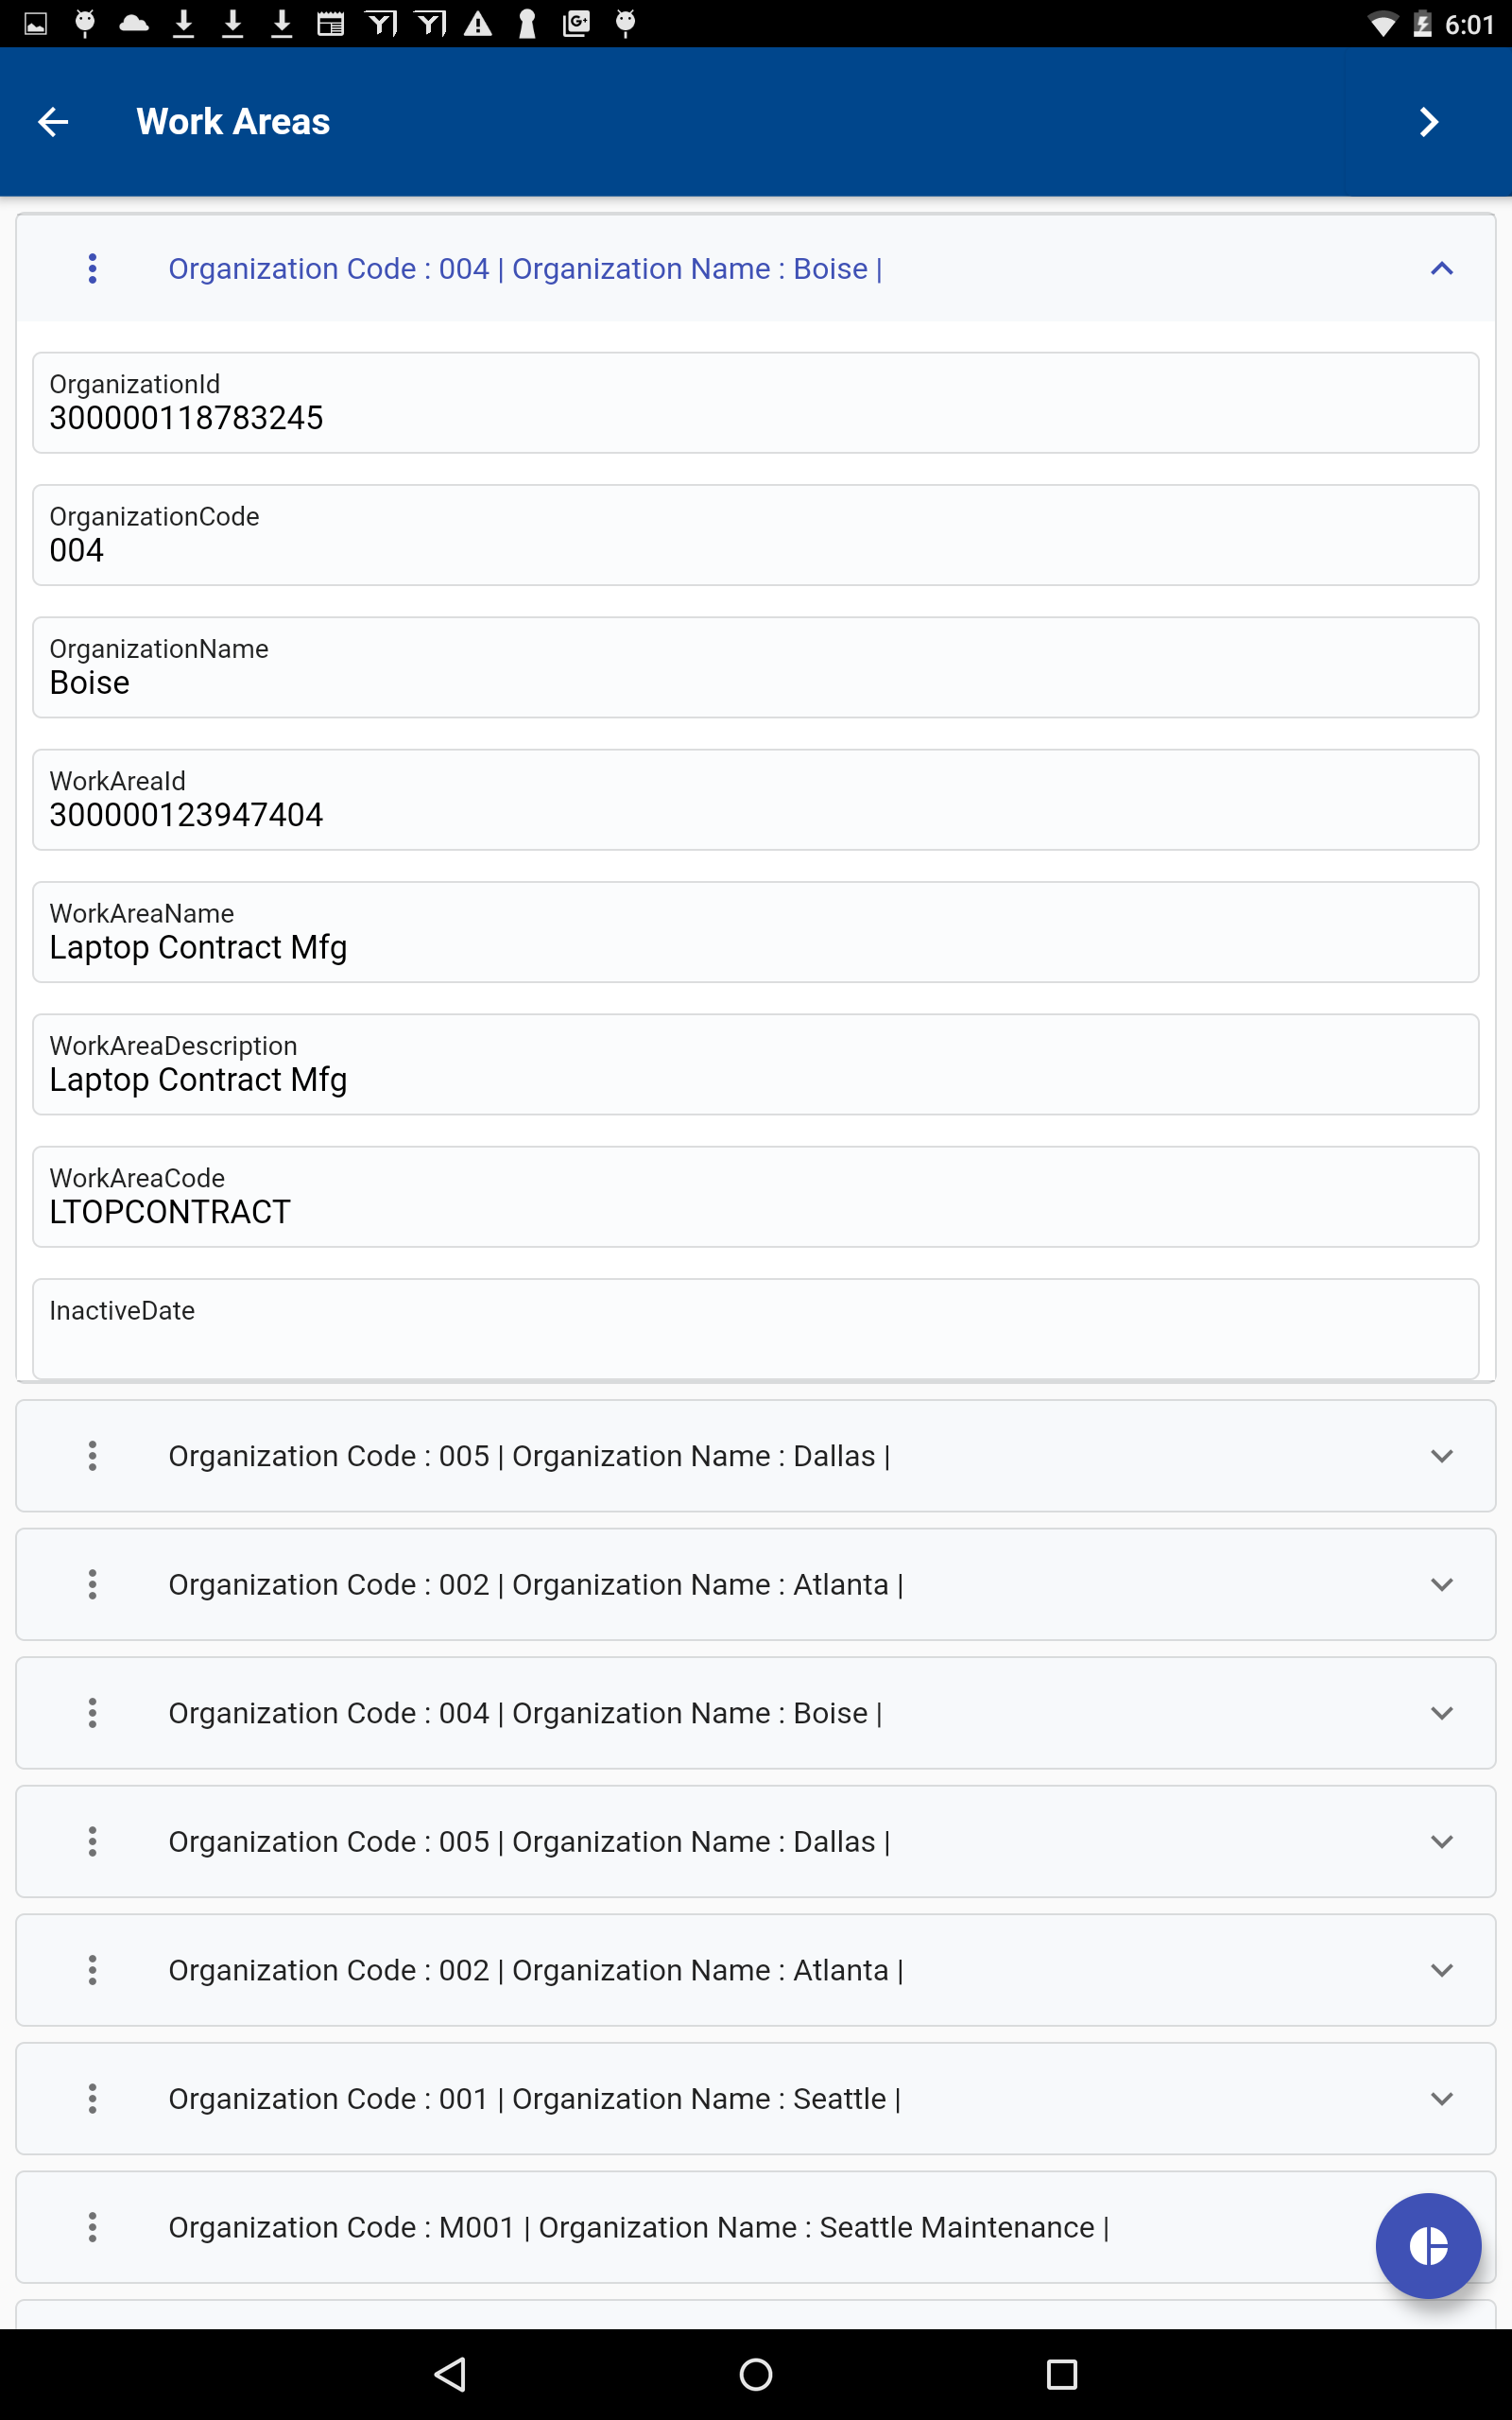 6:01
Work Areas
Organization Code : 004 | Organization Name : Boise |
OrganizationId
300000118783245
OrganizationCode
004
OrganizationName
Boise
WorkAreaId
300000123947404
WorkAreaName
Laptop Contract Mfg
WorkAreaDescription
Laptop Contract Mfg
WorkAreaCode
LTOPCONTRACT
InactiveDate
Organization Code : 005 | Organization Name : Dallas |
Organization Code : 002 | Organization Name : Atlanta |
Organization Code : 004 | Organization Name : Boise |
Organization Code : 005 | Organization Name : Dallas |
Organization Code : 002 | Organization Name : Atlanta |
Organization Code : 001 | Organization Name : Seattle |
Organization Code : M001 | Organization Name : Seattle Maintenance |